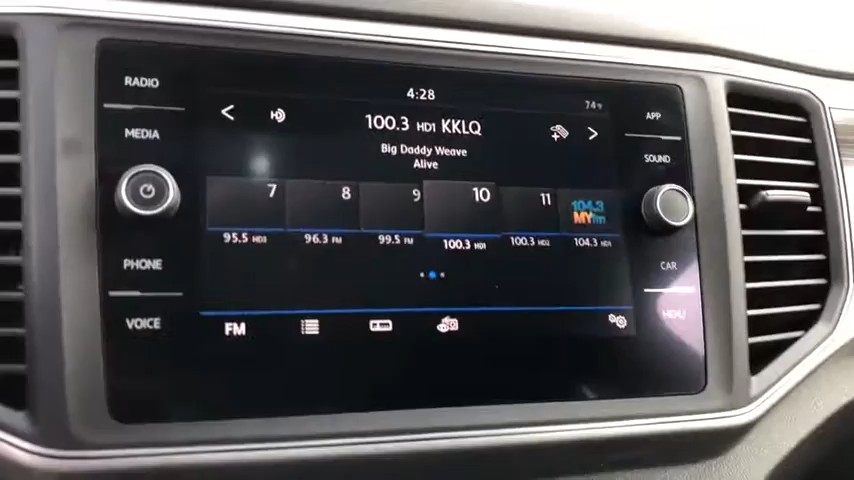 RADIO
MEDIA
PHONE
VOICE
4:28
74°F
100.3 HD1 KKLQ
Big Daddy Weave
Alive
7 8 9 10 11
104.3
MYfm
95.5 HD1 96.3 FM 99.5 FM 100.3 HD1 100.3 HD2 104.3 HD1
FM
APP
SOUND
CAR